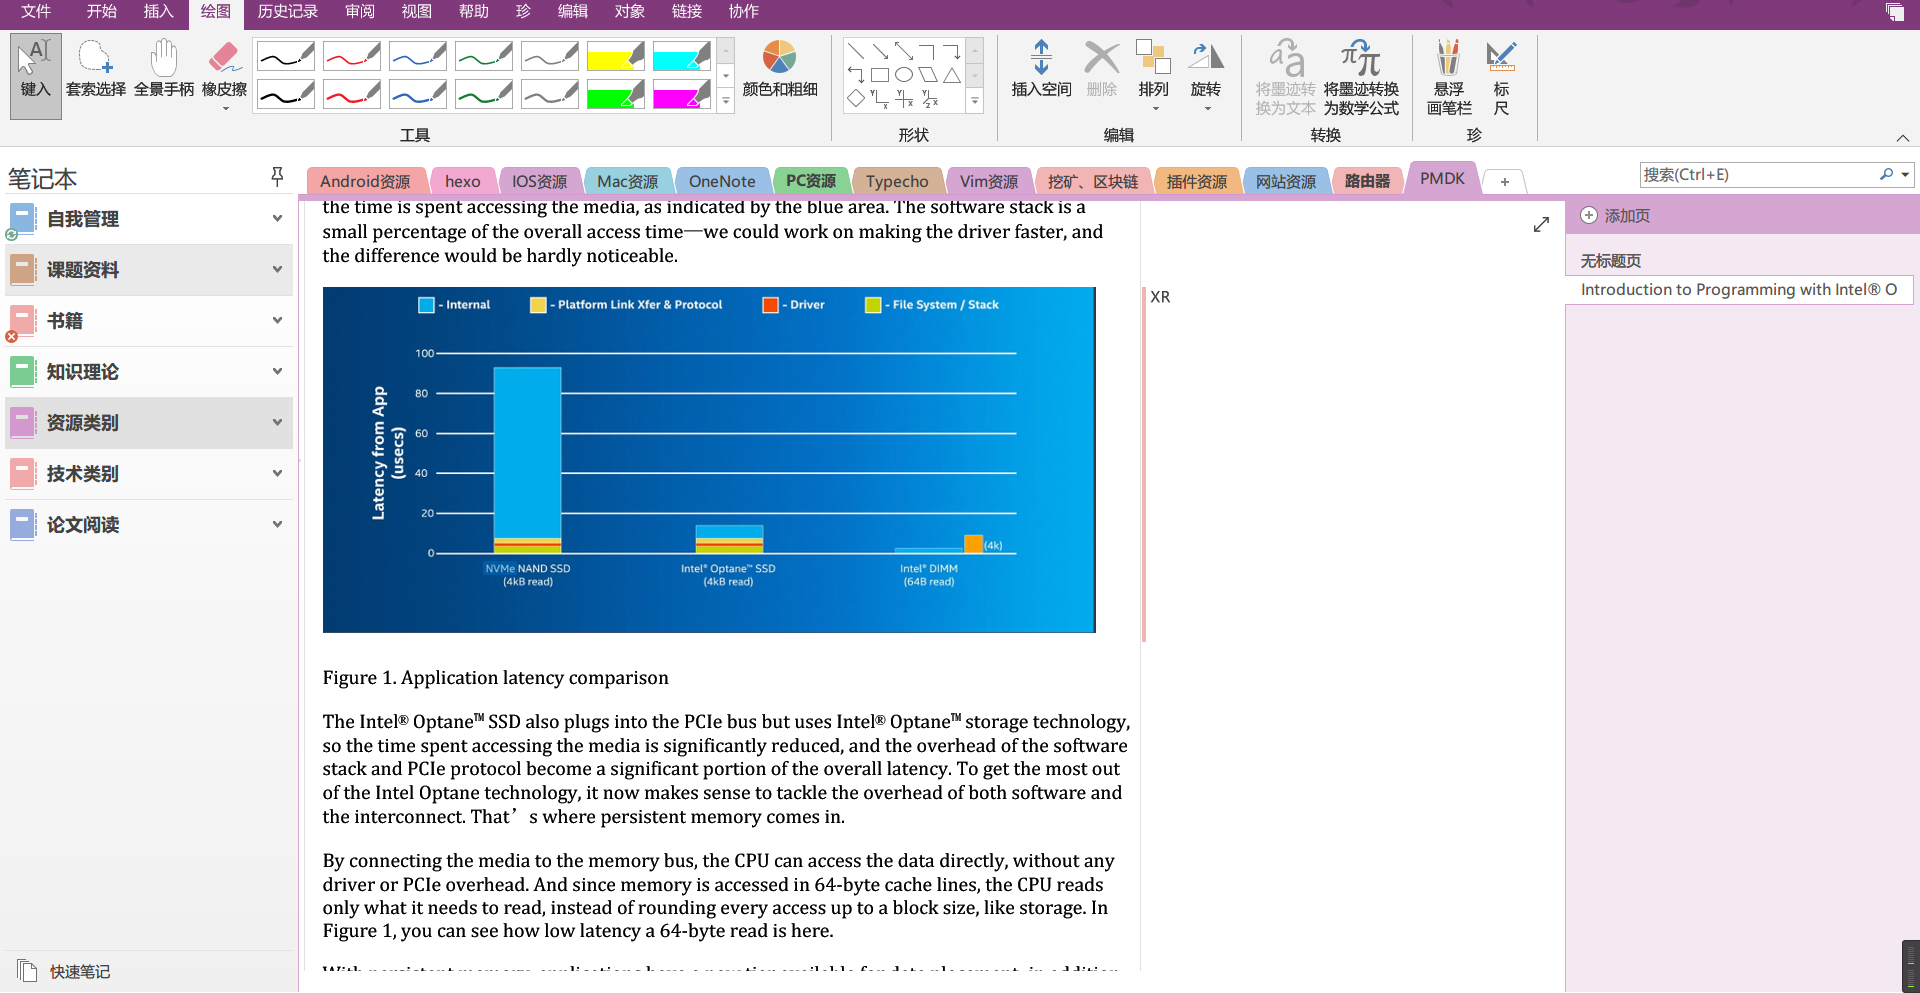 文件 开始 插入 绘图 历史记录 审阅 视图 帮助 珍 编辑 对象 链接 协作
键入 套索选择 全景手柄 橡皮擦 颜色和粗细 插入空间 删除 排列 旋转 将墨迹转换为文本 将墨迹转换为数学公式 悬浮画笔栏 标尺
工具 形状 编辑 转换 珍
笔记本
自我管理
课题资料
书籍
知识理论
资源类别
技术类别
论文阅读
快速笔记
Android资源 hexo IOS资源 Mac资源 OneNote PC资源 Typecho Vim资源 挖矿、区块链 插件资源 网站资源 路由器 PMDK +
搜索(Ctrl+E)
添加页
无标题页
Introduction to Programming with Intel® O
the time is spent accessing the media, as indicated by the blue area. The software stack is a
small percentage of the overall access time—we could work on making the driver faster, and
the difference would be hardly noticeable.
- Internal - Platform Link Xfer & Protocol - Driver - File System / Stack
XR
Latency from App
(usecs)
100
80
60
40
20
0
(4k)
NVMe NAND SSD
(4kB read)
Intel® Optane™ SSD
(4kB read)
Intel® DIMM
(64B read)
Figure 1. Application latency comparison
The Intel® Optane™ SSD also plugs into the PCIe bus but uses Intel® Optane™ storage technology,
so the time spent accessing the media is significantly reduced, and the overhead of the software
stack and PCIe protocol become a significant portion of the overall latency. To get the most out
of the Intel Optane technology, it now makes sense to tackle the overhead of both software and
the interconnect. That’s where persistent memory comes in.
By connecting the media to the memory bus, the CPU can access the data directly, without any
driver or PCIe overhead. And since memory is accessed in 64-byte cache lines, the CPU reads
only what it needs to read, instead of rounding every access up to a block size, like storage. In
Figure 1, you can see how low latency a 64-byte read is here.